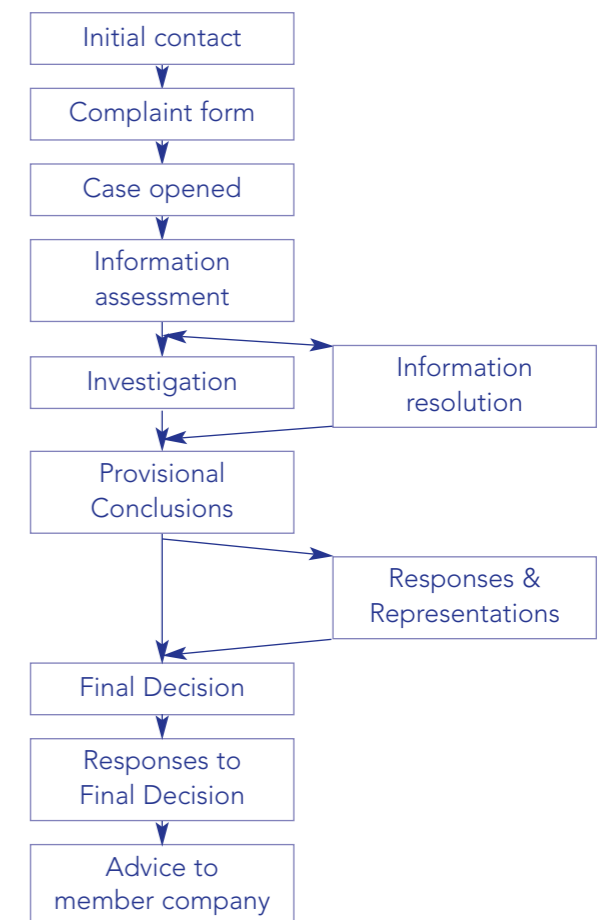 Initial contact
Complaint form
Case opened
Information
assessment
Investigation
Information
resolution
Provisional
Conclusions
Responses &
Representations
Final Decision
Responses to
Final Decision
Advice to
member company